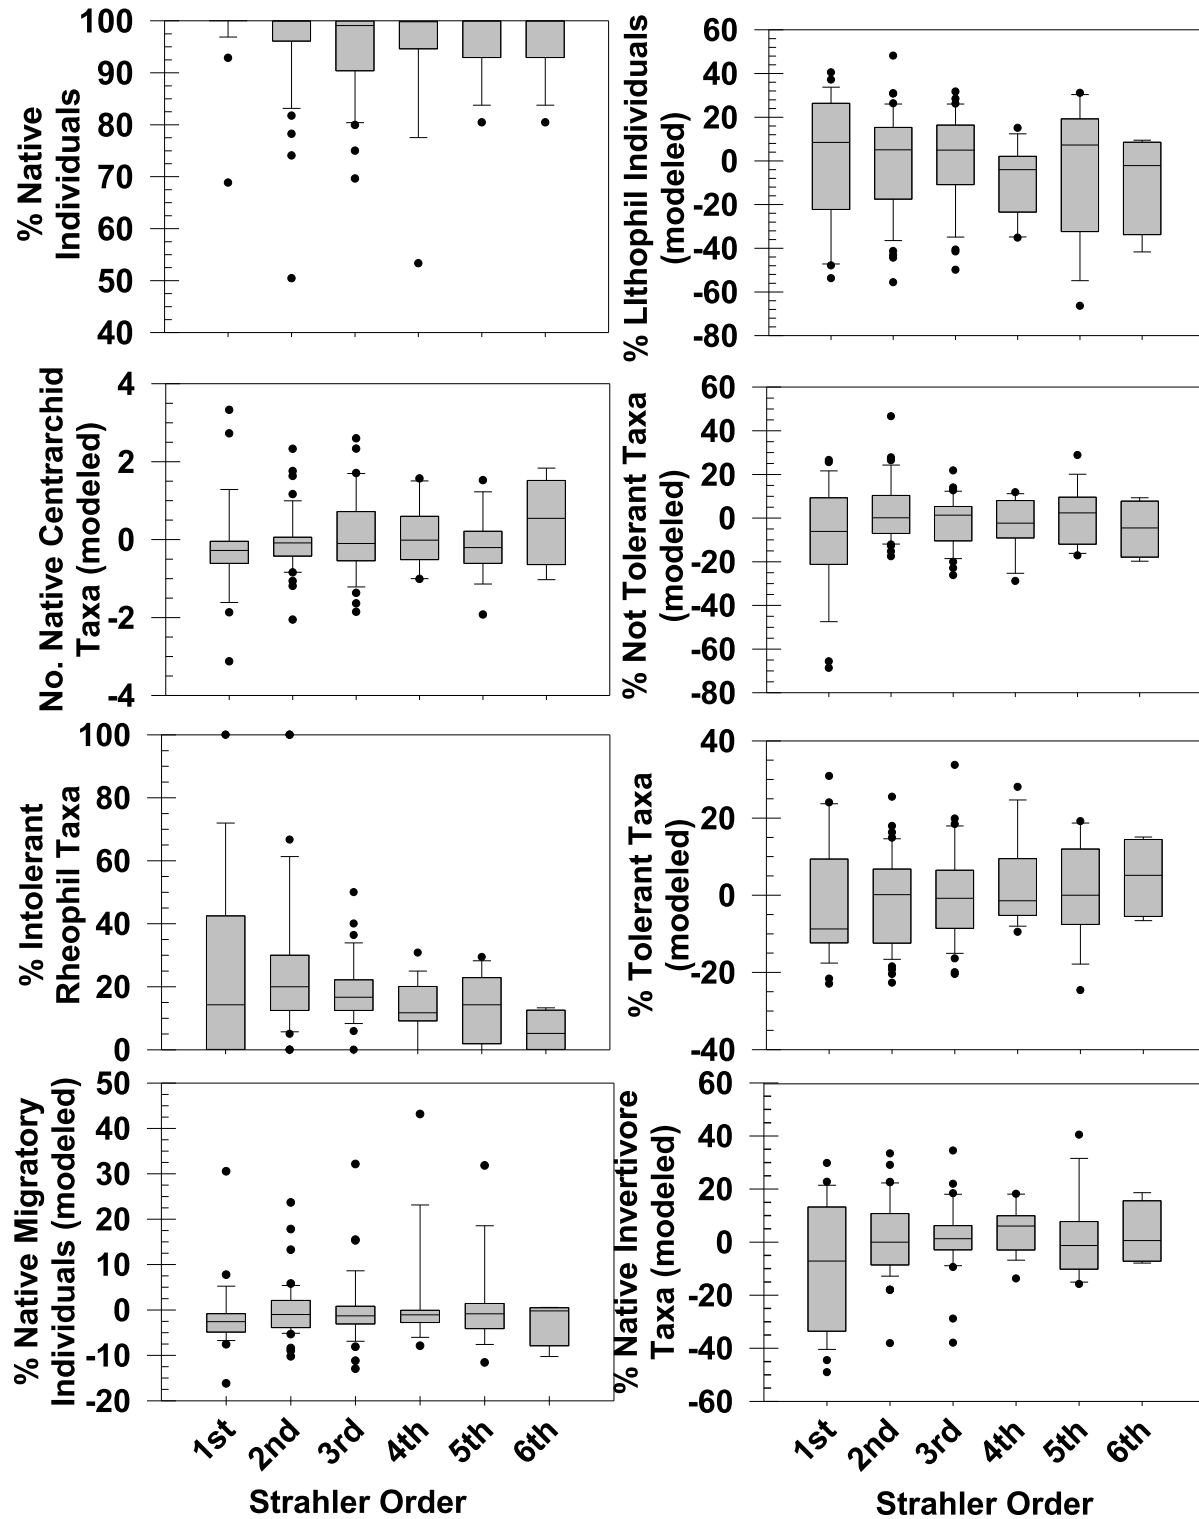 % Native
Individuals
100
90
80
70
60
50
40
% LIthophil Individuals
(modeled)
60
40
20
0
-20
-40
-60
-80
No. Native Centrarchid
Taxa (modeled)
4
2
0
-2
-4
% Not Tolerant Taxa
(modeled)
60
40
20
0
-20
-40
-60
-80
% Intolerant
Rheophil Taxa
100
80
60
40
20
0
% Tolerant Taxa
(modeled)
40
20
0
-20
-40
% Native Migratory
Individuals (modeled)
50
40
30
20
10
0
-10
-20
1st 2nd 3rd 4th 5th 6th
Strahler Order
% Native Invertivore
Taxa (modeled)
60
40
20
0
-20
-40
-60
1st 2nd 3rd 4th 5th 6th
Strahler Order